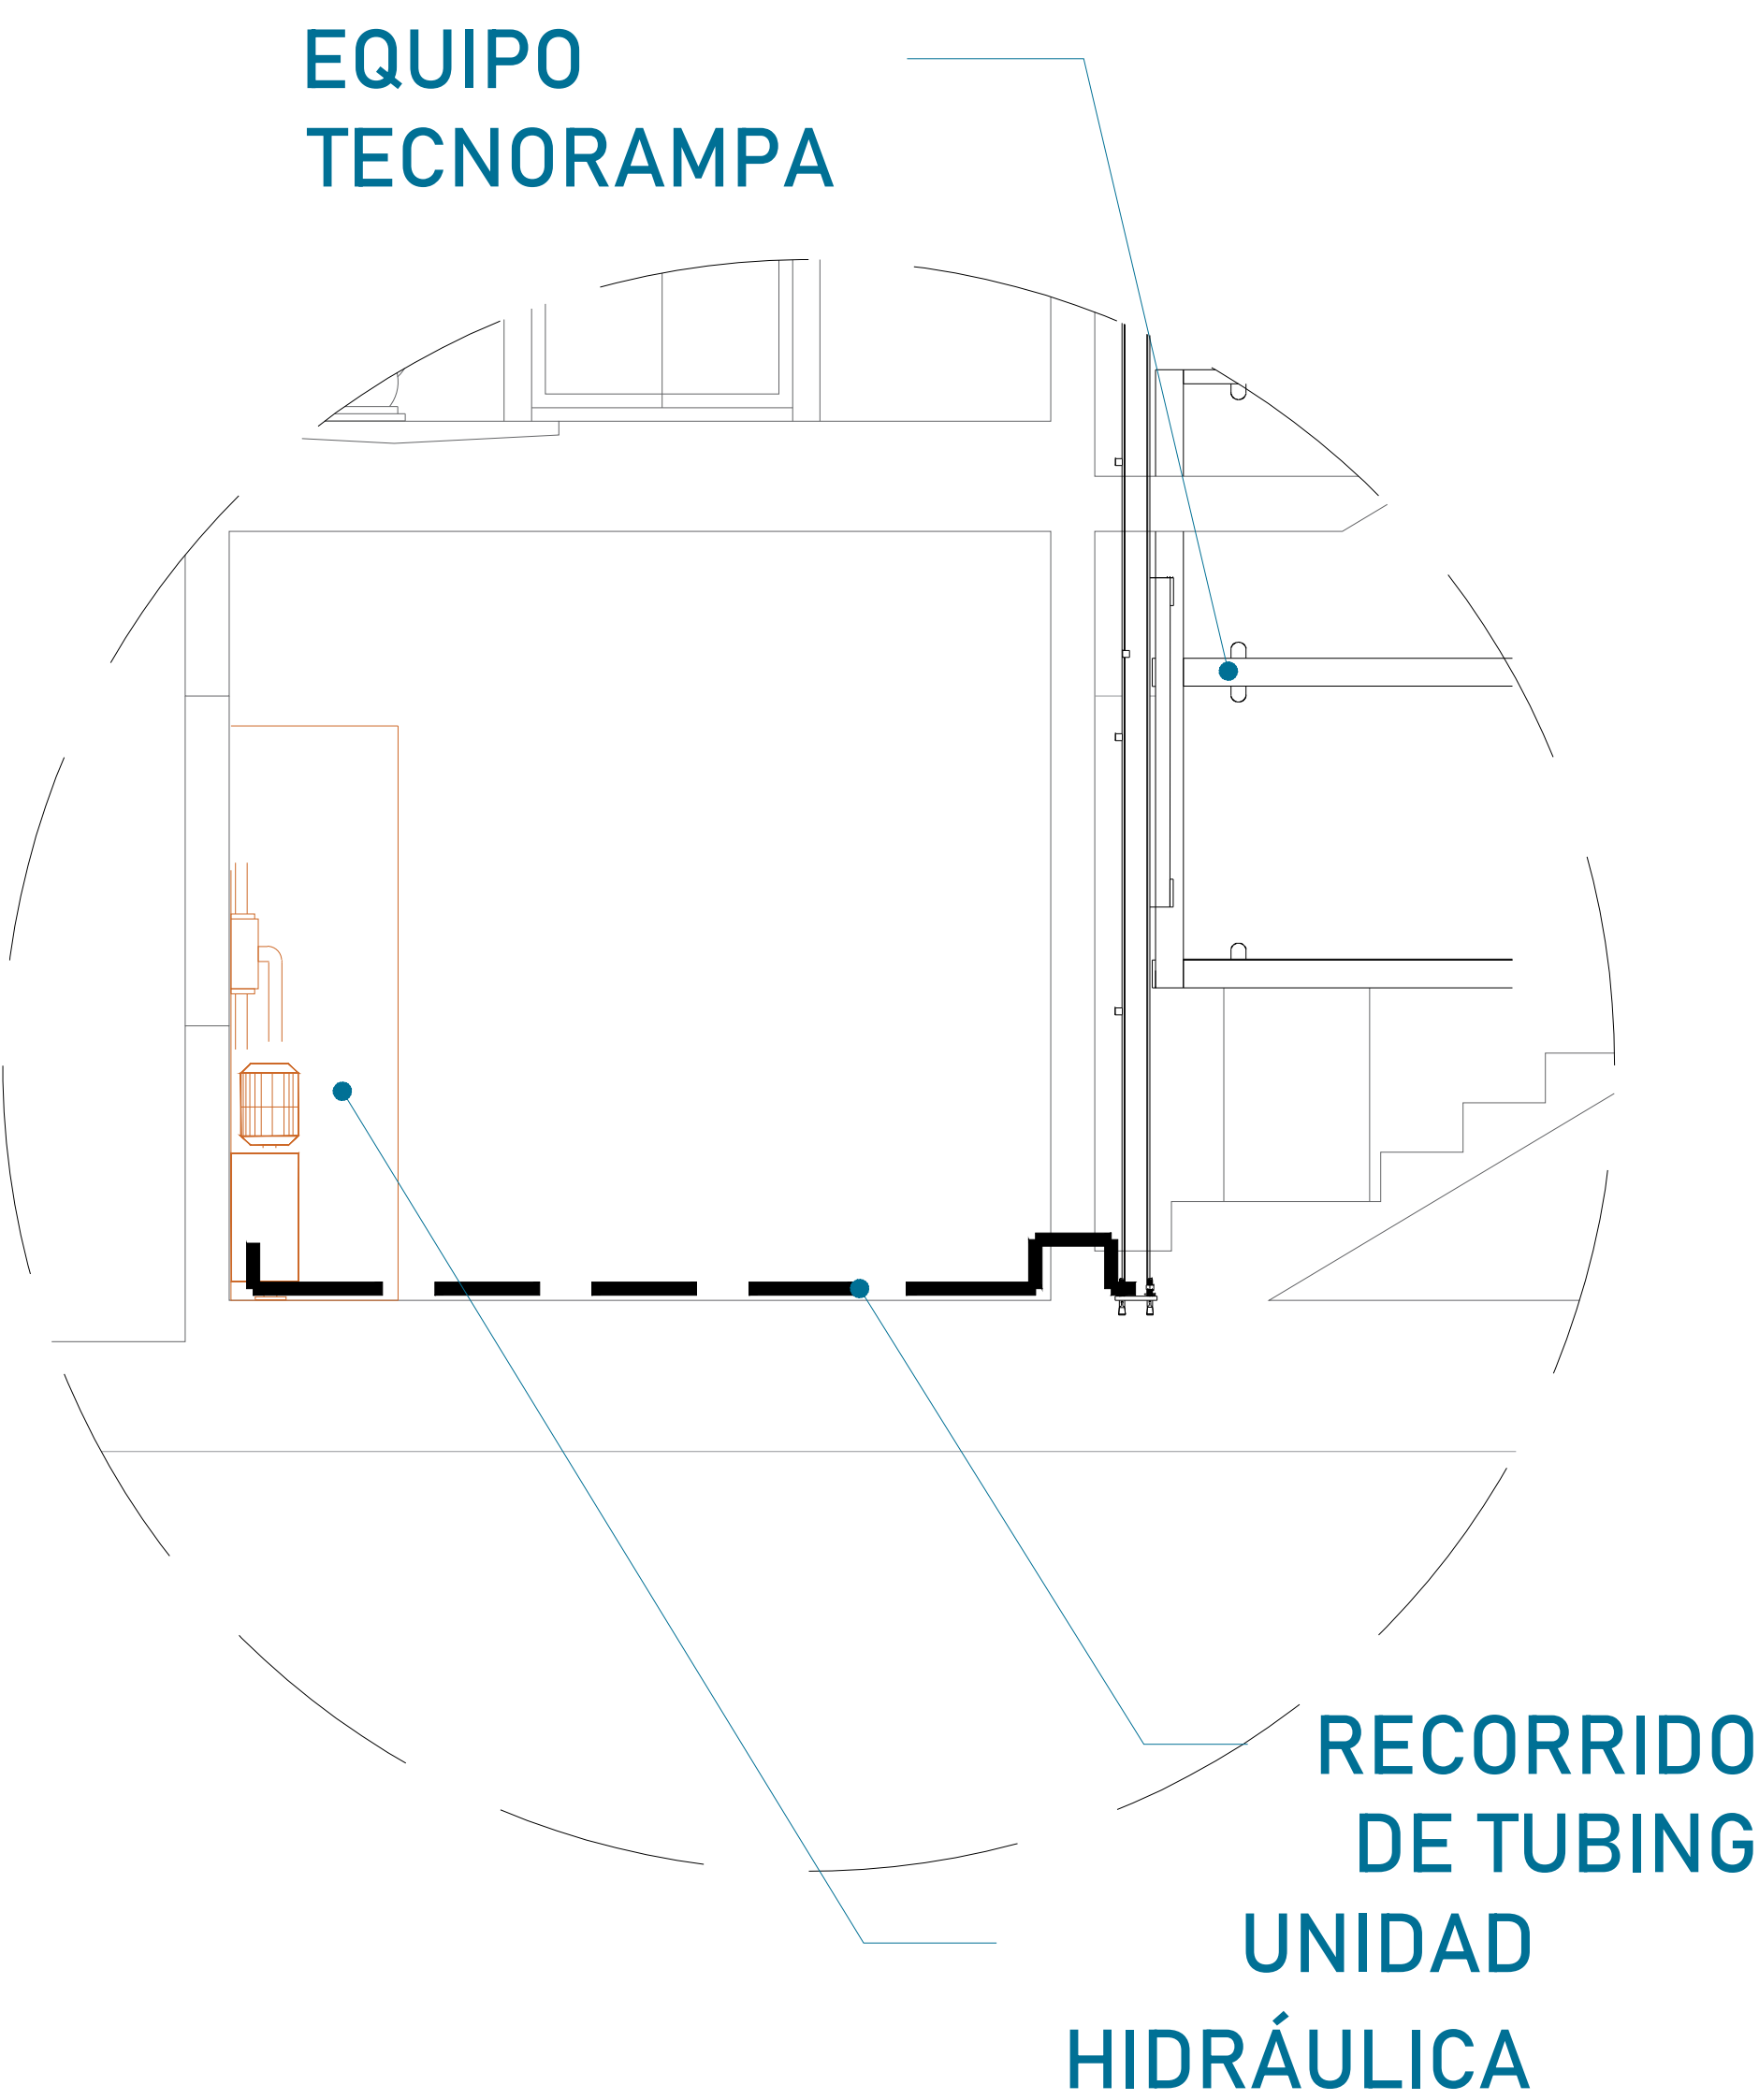 EQUIPO
TECNORAMPA
RECORRIDO
DE TUBING
UNIDAD
HIDRÁULICA